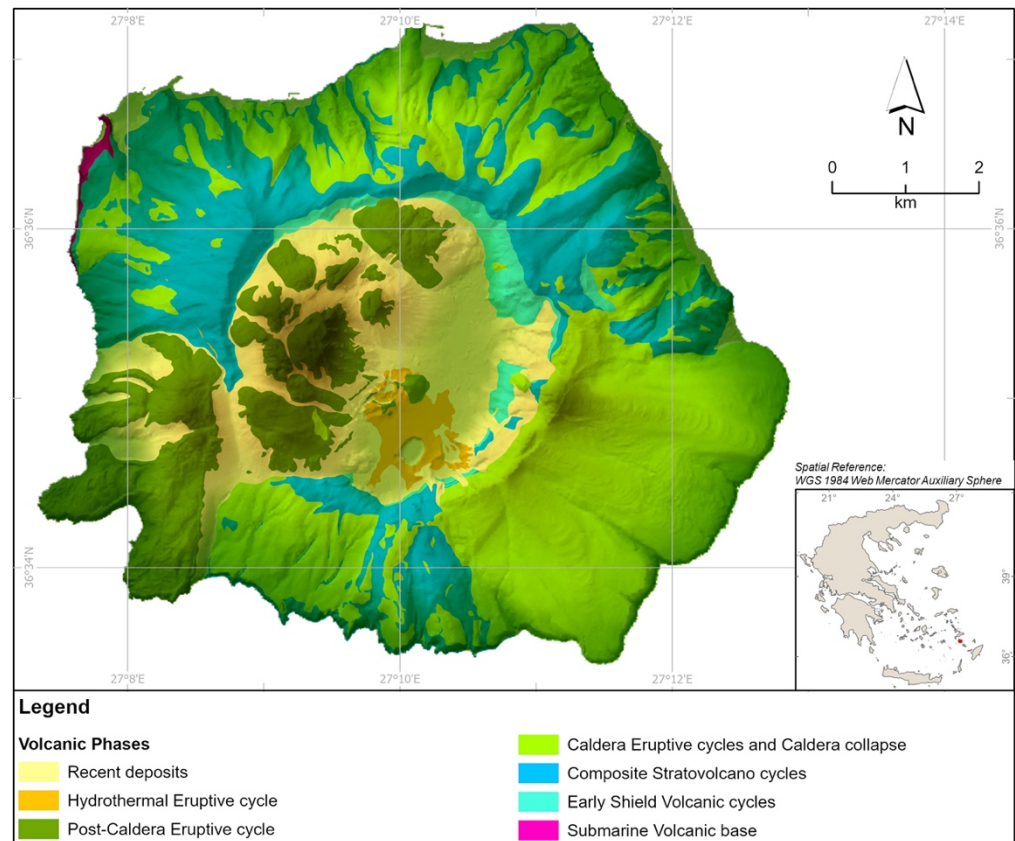 27°8'E
27°10'E
27°12'E
27°14'E
N
0 1 2
km
36°36'N
36°36'N
36°34'N
Spatial Reference:
WGS 1984 Web Mercator Auxiliary Sphere
21° 24° 27°
39°
36°
27°8'E
27°10'E
27°12'E
Legend
Volcanic Phases
Recent deposits
Hydrothermal Eruptive cycle
Post-Caldera Eruptive cycle
Caldera Eruptive cycles and Caldera collapse
Composite Stratovolcano cycles
Early Shield Volcanic cycles
Submarine Volcanic base